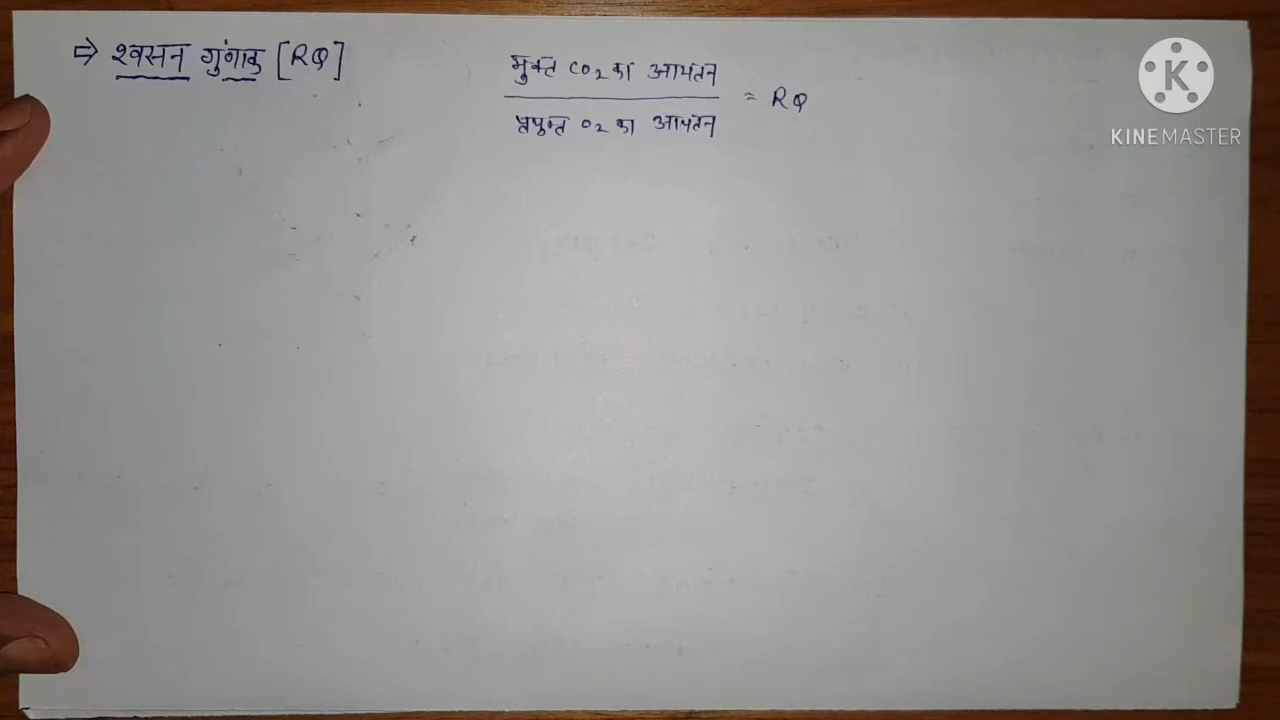 ⇒ श्वसन गुंणाक [RQ]
मुक्त CO2 का आयतन
प्रयुक्त O2 का आयतन
= RQ
K
KINEMASTER